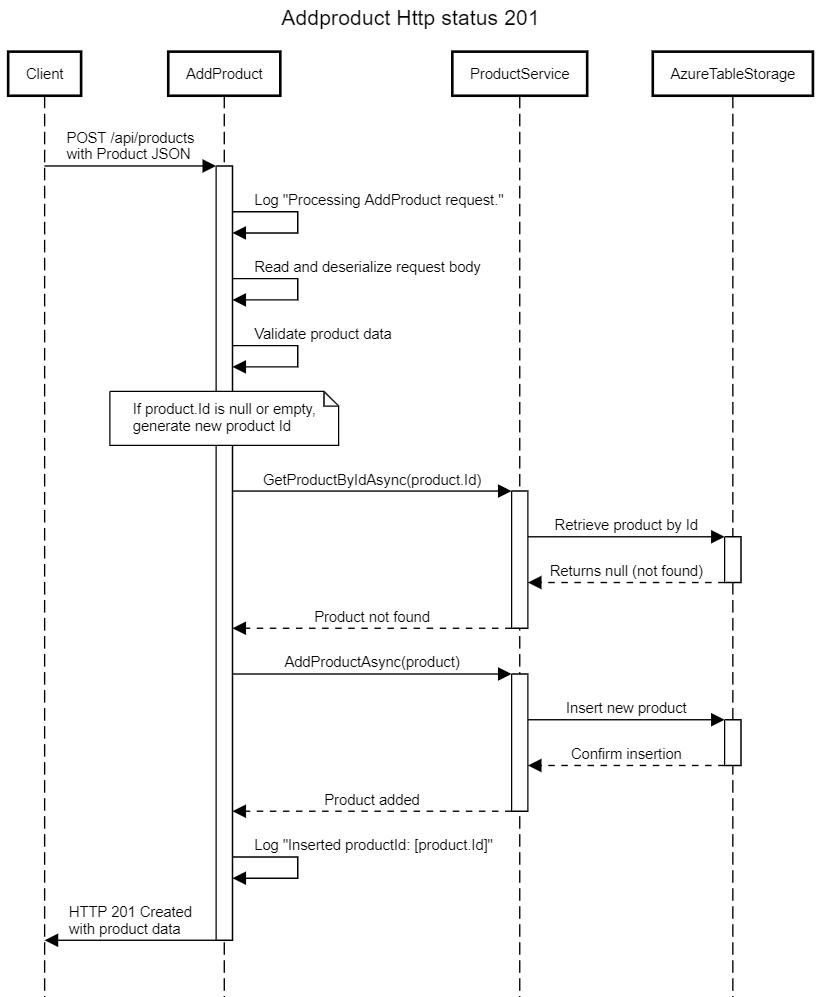 Addproduct Http status 201
Client
AddProduct
ProductService
AzureTableStorage
POST /api/products
with Product JSON
Log "Processing AddProduct request."
Read and deserialize request body
Validate product data
If product.Id is null or empty,
generate new product Id
GetProductByIdAsync(product.Id)
Retrieve product by Id
Returns null (not found)
Product not found
AddProductAsync(product)
Insert new product
Confirm insertion
Product added
Log "Inserted productId: [product.Id]"
HTTP 201 Created
with product data